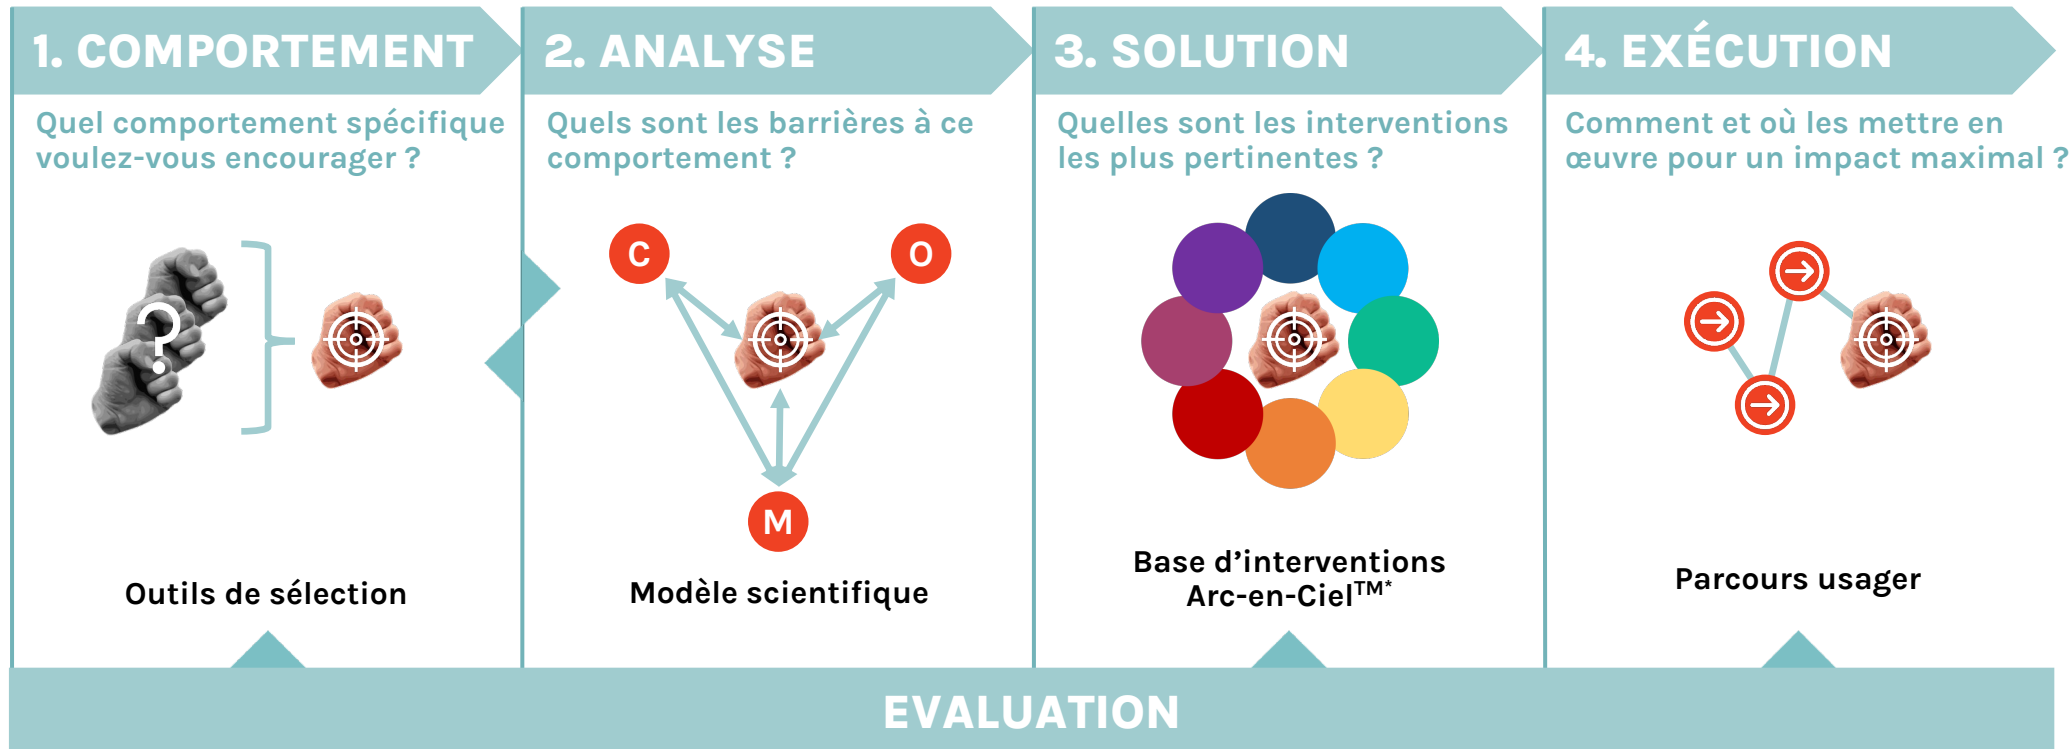 1. COMPORTEMENT
Quel comportement spécifique
voulez-vous encourager ?
?
Outils de sélection
2. ANALYSE
Quels sont les barrières à ce
comportement ?
C
O
M
Modèle scientifique
3. SOLUTION
Quelles sont les interventions
les plus pertinentes ?
Base d’interventions
Arc-en-Ciel™*
4. EXÉCUTION
Comment et où les mettre en
œuvre pour un impact maximal ?
Parcours usager
EVALUATION